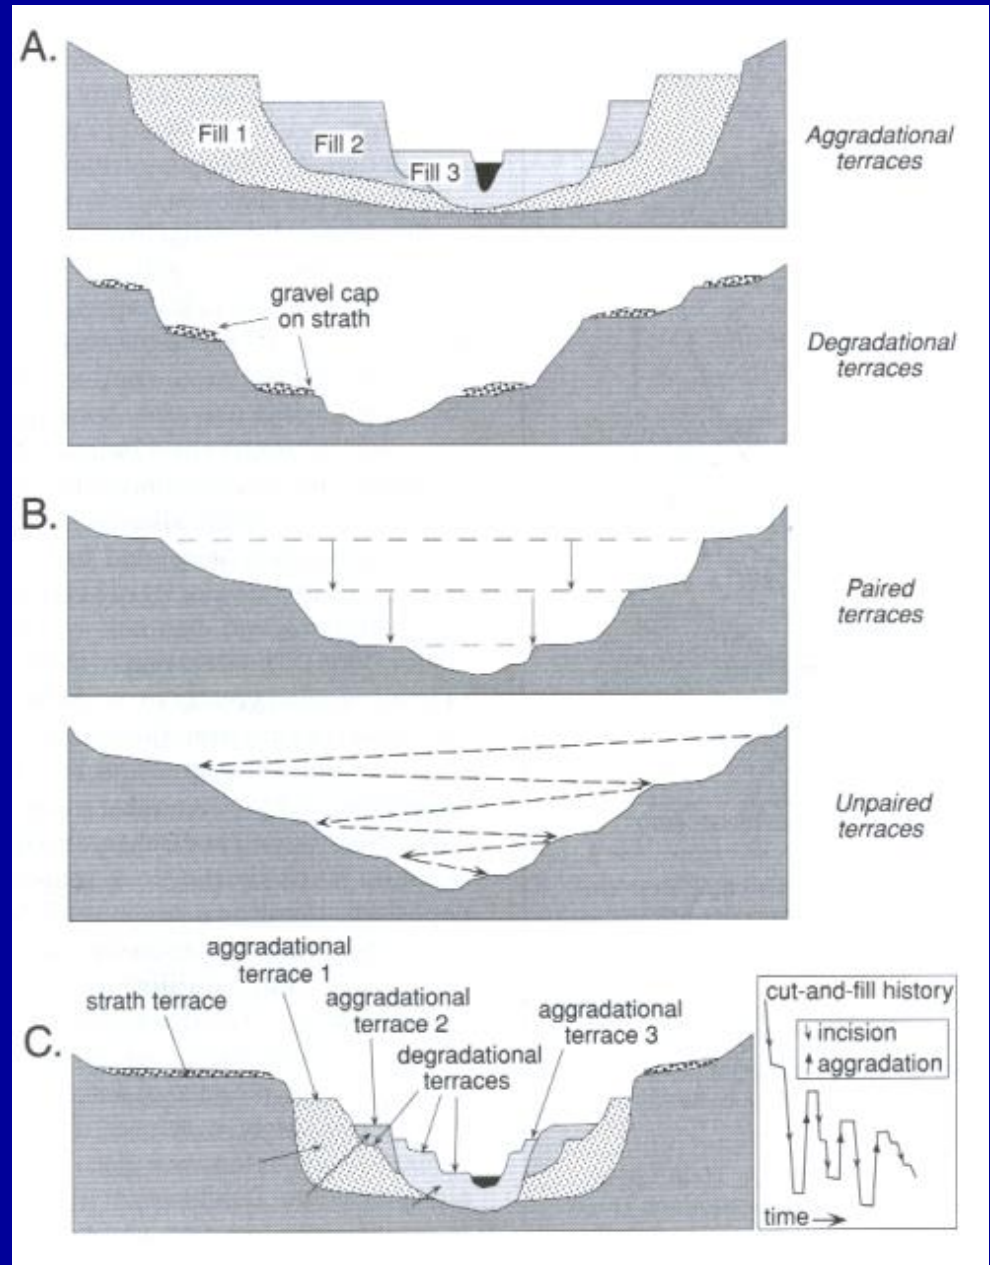 A.
Fill 1
Fill 2
Fill 3
Aggradational
terraces
gravel cap
on strath
Degradational
terraces
B.
Paired
terraces
Unpaired
terraces
C.
aggradational
terrace 1
strath terrace
aggradational
terrace 2
degradational
terraces
aggradational
terrace 3
cut-and-fill history
incision
aggradation
time